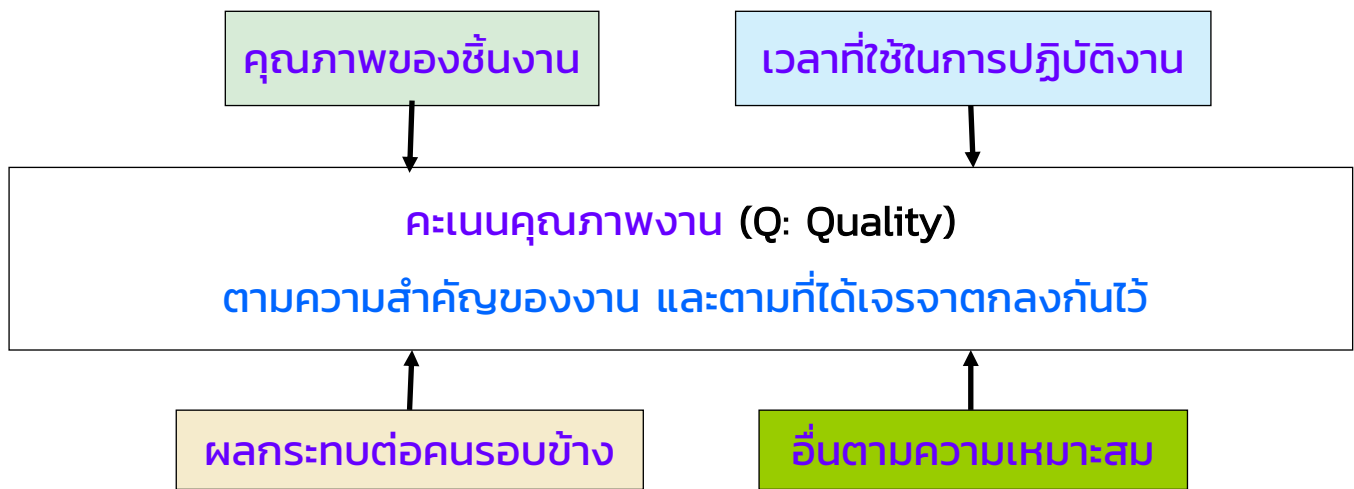 คุณภาพของชิ้นงาน
เวลาที่ใช้ในการปฏิบัติงาน
คะเนนคุณภาพงาน (Q: Quality)
ตามความสำคัญของงาน และตามที่ได้เจรจาตกลงกันไว้
ผลกระทบต่อคนรอบข้าง
อื่นตามความเหมาะสม